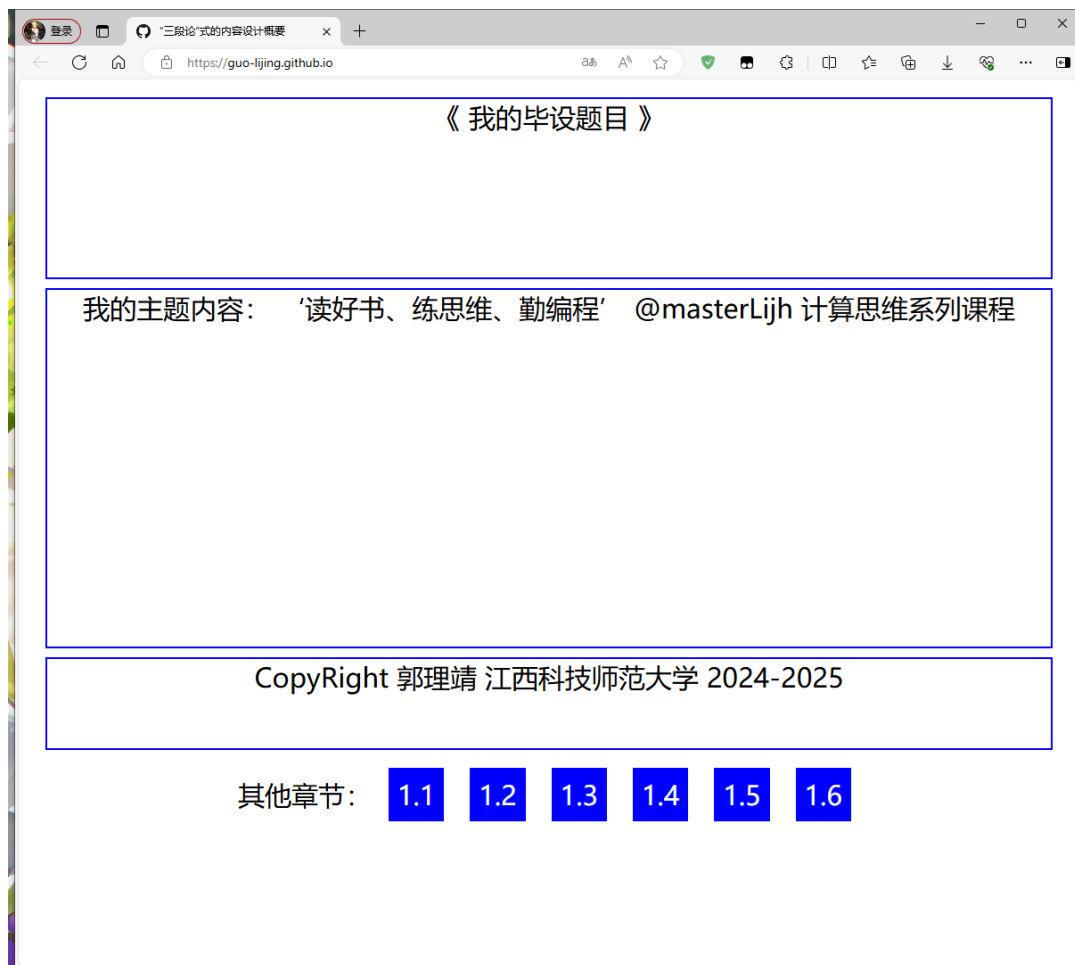 登录
“三段论”式的内容设计概要
https://guo-lijing.github.io
《 我的毕设题目 》
我的主题内容： ‘读好书、练思维、勤编程’ @masterLijh 计算思维系列课程
CopyRight 郭理靖 江西科技师范大学 2024-2025
其他章节： 1.1 1.2 1.3 1.4 1.5 1.6